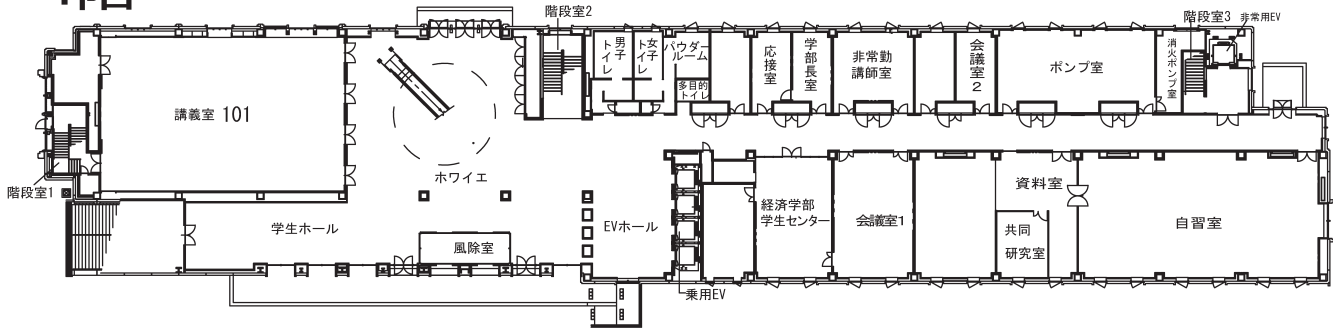 階段室2
階段室3
非常用EV
男子
トイレ
女子
トイレ
パウダー
ルーム
多目的
トイレ
応接室
学部長室
非常勤
講師室
会議室2
ポンプ室
消火ポンプ室
講義室 101
ホワイエ
階段室1
学生ホール
風除室
EVホール
乗用EV
経済学部
学生センター
会議室1
資料室
共同
研究室
自習室